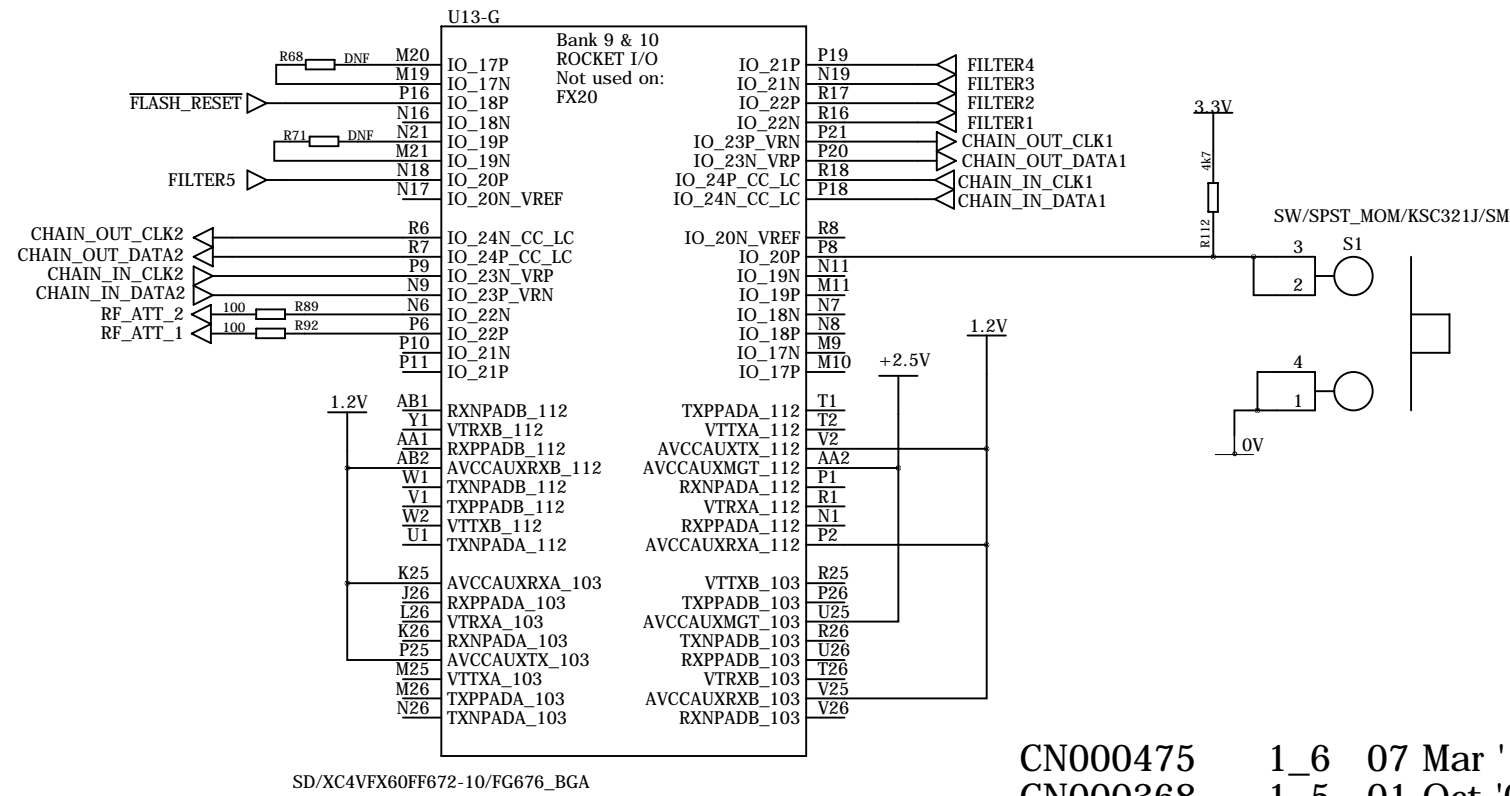 U13-G
Bank 9 & 10
ROCKET I/O
Not used on:
FX20
R68 DNF M20 IO_17P
M19 IO_17N
FLASH_RESET P16 IO_18P
N16 IO_18N
R71 DNF N21 IO_19P
M21 IO_19N
FILTER5 N18 IO_20P
N17 IO_20N_VREF
CHAIN_OUT_CLK2 R6 IO_24N_CC_LC
CHAIN_OUT_DATA2 R7 IO_24P_CC_LC
CHAIN_IN_CLK2 P9 IO_23N_VRP
CHAIN_IN_DATA2 N9 IO_23P_VRN
RF_ATT_2 100 R89 N6 IO_22N
RF_ATT_1 100 R92 P6 IO_22P
P10 IO_21N
P11 IO_21P
1.2V
AB1 RXNPADB_112
Y1 VTRXB_112
AA1 RXPPADB_112
AB2 AVCCAUXRXB_112
W1 TXNPADB_112
V1 TXPPADB_112
W2 VTTXB_112
U1 TXNPADA_112
K25 AVCCAUXRXA_103
J26 RXPPADA_103
L26 VTRXA_103
K26 RXNPADA_103
P25 AVCCAUXTX_103
M25 VTTXA_103
M26 TXPPADA_103
N26 TXNPADA_103
IO_21P P19 FILTER4
IO_21N N19 FILTER3
IO_22P R17 FILTER2
IO_22N R16 FILTER1
IO_23P_VRN P21 CHAIN_OUT_CLK1
IO_23N_VRP P20 CHAIN_OUT_DATA1
IO_24P_CC_LC R18 CHAIN_IN_CLK1
IO_24N_CC_LC P18 CHAIN_IN_DATA1
IO_20N_VREF R8
IO_20P P8
IO_19N N11
IO_19P M11
IO_18N N7
IO_18P N8
IO_17N M9
IO_17P M10
+2.5V
1.2V
TXPPADA_112 T1
VTTXA_112 T2
AVCCAUXTX_112 V2
AVCCAUXMGT_112 AA2
RXNPADA_112 P1
VTRXA_112 R1
RXPPADA_112 N1
AVCCAUXRXA_112 P2
VTTXB_103 R25
TXPPADB_103 P26
AVCCAUXMGT_103 U25
TXNPADB_103 R26
RXPPADB_103 U26
VTRXB_103 T26
AVCCAUXRXB_103 V25
RXNPADB_103 V26
3.3V
4k7
R112
SW/SPST_MOM/KSC321J/SM
3 S1
2
4
1
0V
SD/XC4VFX60FF672-10/FG676_BGA
CN000475 1_6 07 Mar '
CN000368 1_5 01 Oct '